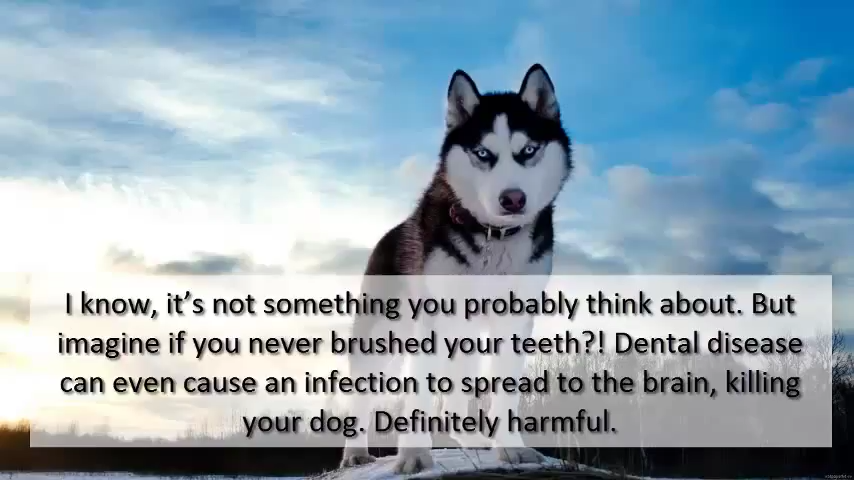 I know, it’s not something you probably think about. But
imagine if you never brushed your teeth?! Dental disease
can even cause an infection to spread to the brain, killing
your dog. Definitely harmful.